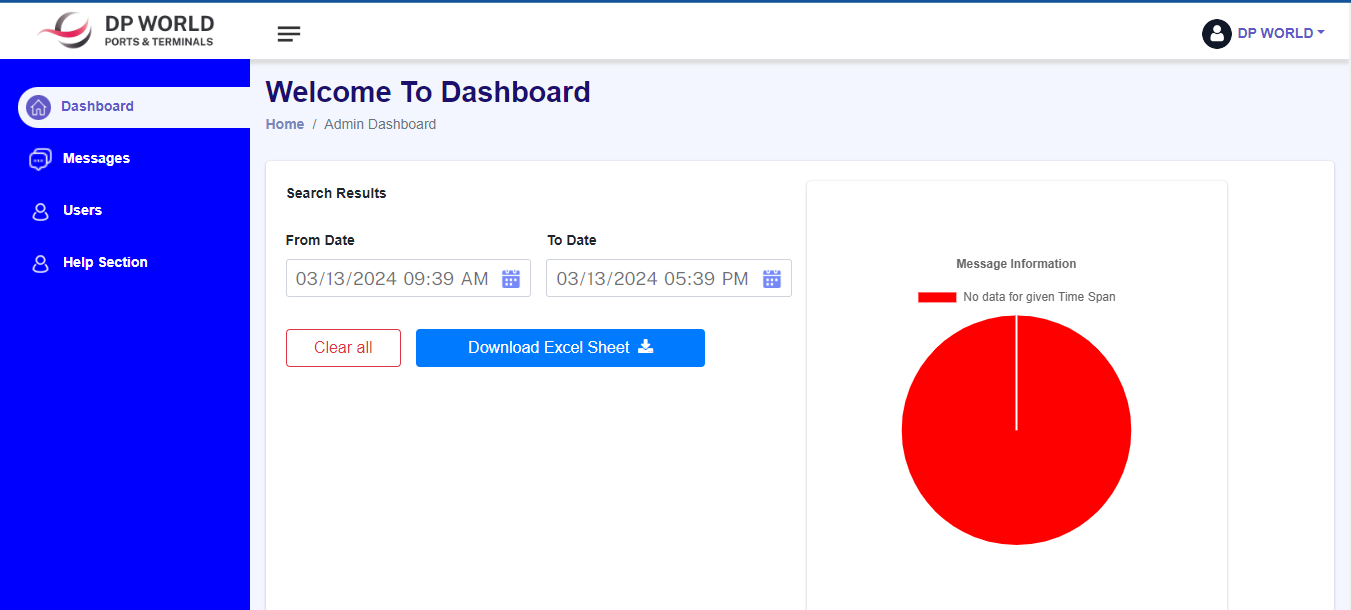 DP WORLD
PORTS & TERMINALS
DP WORLD
Dashboard
Messages
Users
Help Section
Welcome To Dashboard
Home / Admin Dashboard
Search Results
From Date
To Date
03/13/2024 09:39 AM
03/13/2024 05:39 PM
Clear all
Download Excel Sheet
Message Information
No data for given Time Span